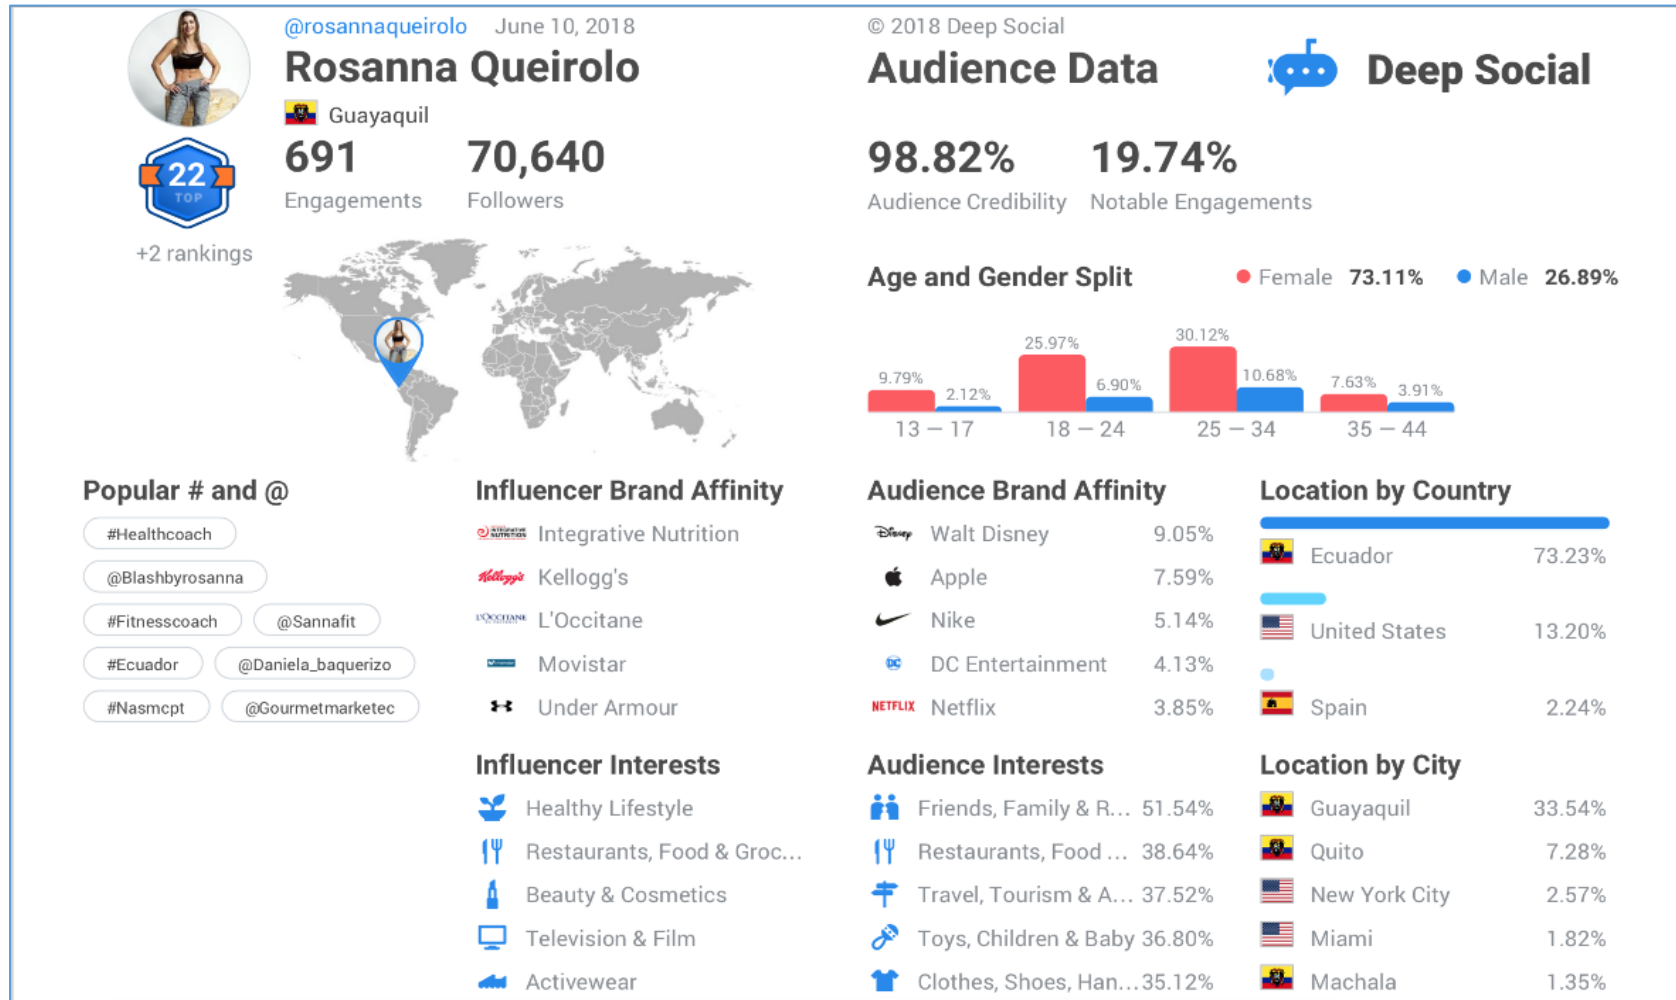 @rosannaqueirolo June 10, 2018
Rosanna Queirolo
Guayaquil
22
TOP
+2 rankings
691 70,640
Engagements Followers
© 2018 Deep Social
Audience Data
Deep Social
98.82% 19.74%
Audience Credibility Notable Engagements
Age and Gender Split Female 73.11% Male 26.89%
9.79% 2.12% 25.97% 6.90% 30.12% 10.68% 7.63% 3.91%
13 — 17 18 — 24 25 — 34 35 — 44
Popular # and @
#Healthcoach
@Blashbyrosanna
#Fitnesscoach @Sannafit
#Ecuador @Daniela_baquerizo
#Nasmcpt @Gourmetmarketec
Influencer Brand Affinity
INTEGRATIVE NUTRITION Integrative Nutrition
Kellogg's Kellogg's
L'OCCITANE L'Occitane
Movistar
Under Armour
Audience Brand Affinity
Disney Walt Disney 9.05%
Apple 7.59%
Nike 5.14%
DC DC Entertainment 4.13%
NETFLIX Netflix 3.85%
Location by Country
Ecuador 73.23%
United States 13.20%
Spain 2.24%
Influencer Interests
Healthy Lifestyle
Restaurants, Food & Groc...
Beauty & Cosmetics
Television & Film
Activewear
Audience Interests
Friends, Family & R... 51.54%
Restaurants, Food ... 38.64%
Travel, Tourism & A... 37.52%
Toys, Children & Baby 36.80%
Clothes, Shoes, Han... 35.12%
Location by City
Guayaquil 33.54%
Quito 7.28%
New York City 2.57%
Miami 1.82%
Machala 1.35%